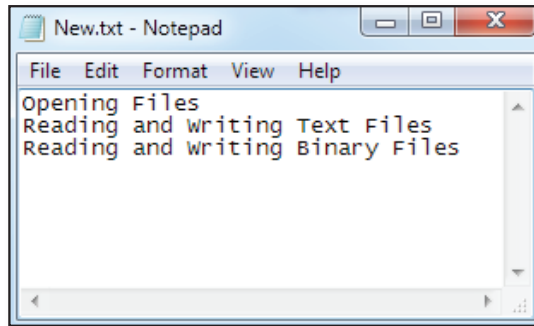 New.txt - Notepad
File Edit Format View Help
Opening Files
Reading and Writing Text Files
Reading and Writing Binary Files